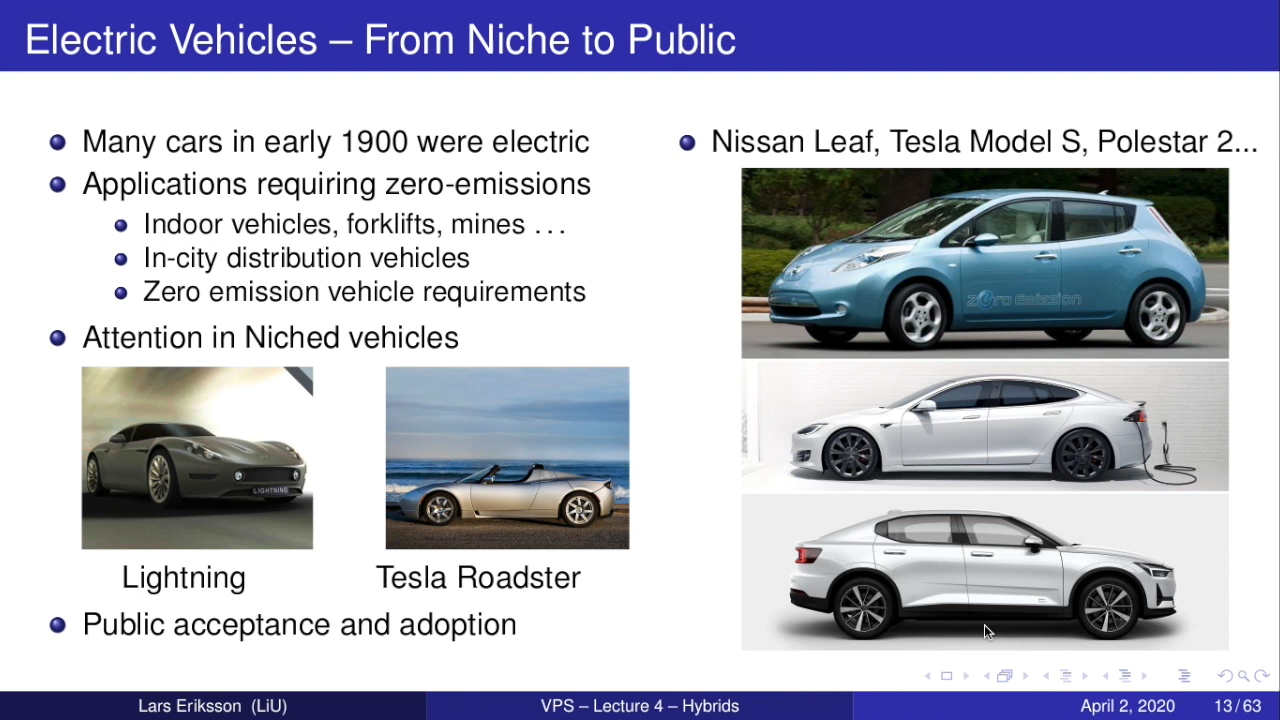 Electric Vehicles – From Niche to Public
Many cars in early 1900 were electric
Applications requiring zero-emissions
Indoor vehicles, forklifts, mines . . .
In-city distribution vehicles
Zero emission vehicle requirements
Attention in Niched vehicles
LIGHTNING
Lightning
Tesla Roadster
Public acceptance and adoption
Nissan Leaf, Tesla Model S, Polestar 2...
Zero Emission
Lars Eriksson (LiU)
VPS – Lecture 4 – Hybrids
April 2, 2020
13 / 63